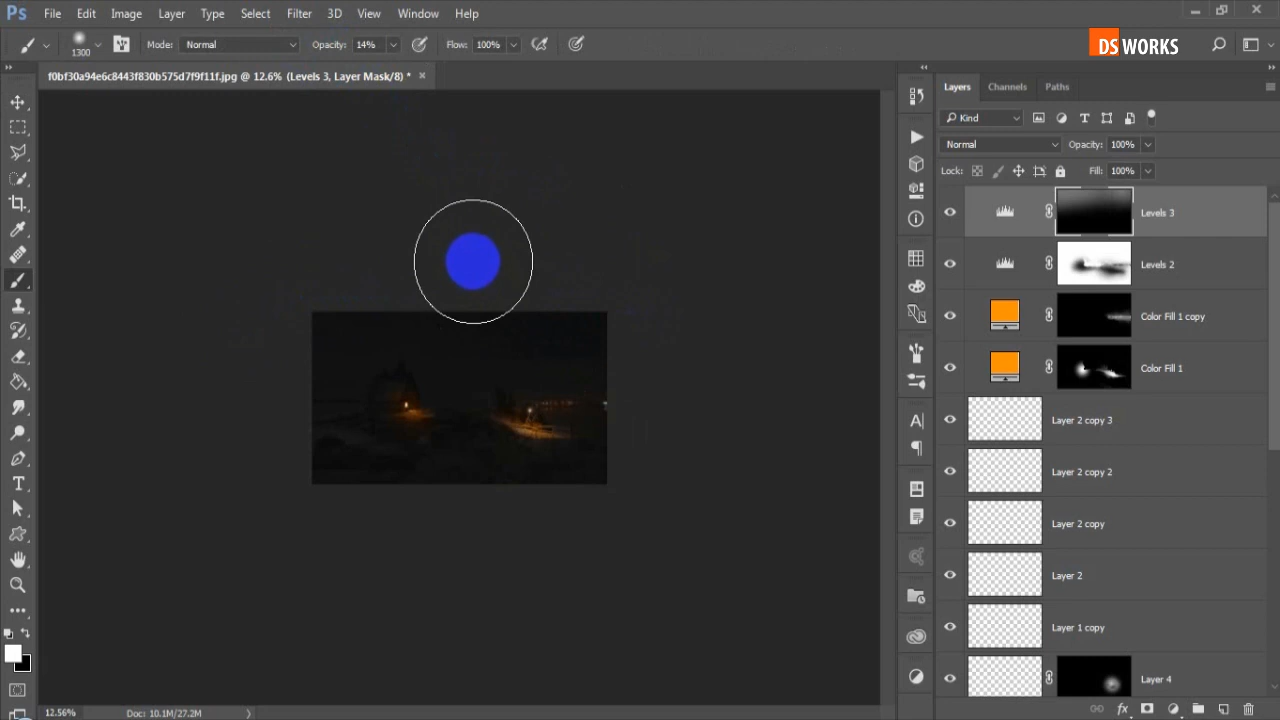 Ps File Edit Image Layer Type Select Filter 3D View Window Help
1300 Mode: Normal Opacity: 14% Flow: 100%
DS WORKS
f0bf30a94e6c8443f830b575d7f9f11f.jpg @ 12.6% (Levels 3, Layer Mask/8) *
Layers Channels Paths
Kind
Normal Opacity: 100%
Lock: Fill: 100%
Levels 3
Levels 2
Color Fill 1 copy
Color Fill 1
Layer 2 copy 3
Layer 2 copy 2
Layer 2 copy
Layer 2
Layer 1 copy
Layer 4
12.56% Doc: 10.1M/27.2M